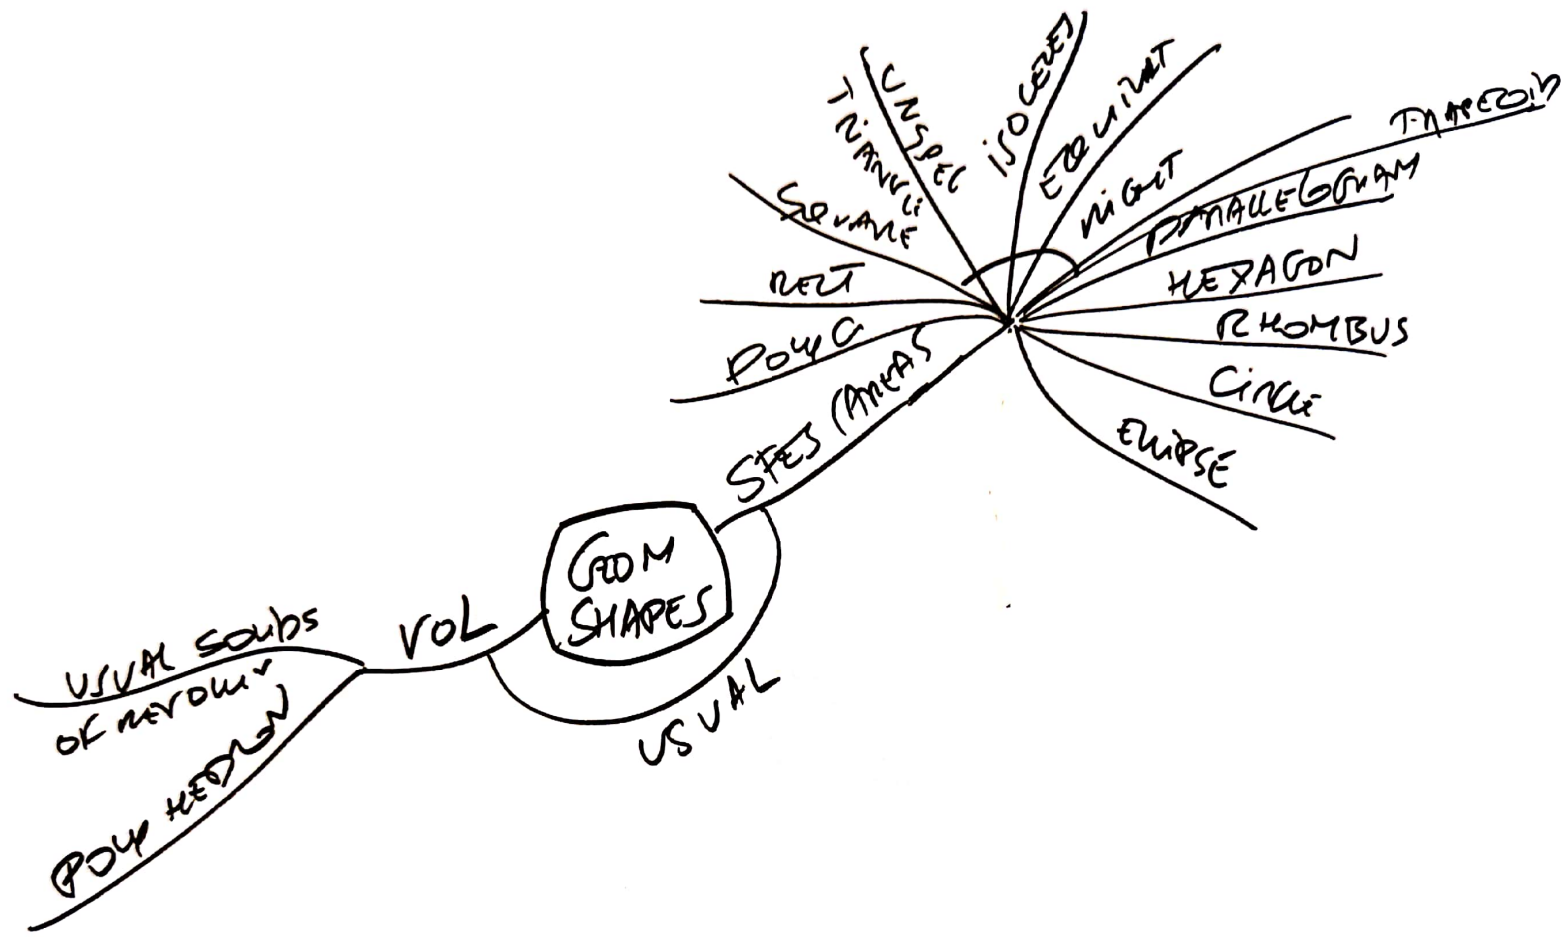 GEOM
SHAPES
SFES (AREAS
POLYG
RECT
SQUARE
TRIANGLE
UNSPEC
ISOCELES
EQUILAT
RIGHT
TRAPEZOID
PARALLELOGRAM
HEXAGON
RHOMBUS
CIRCLE
ELLIPSE
USUAL
VOL
USUAL SOLIDS
OF REVOLU
POLYHEDRON